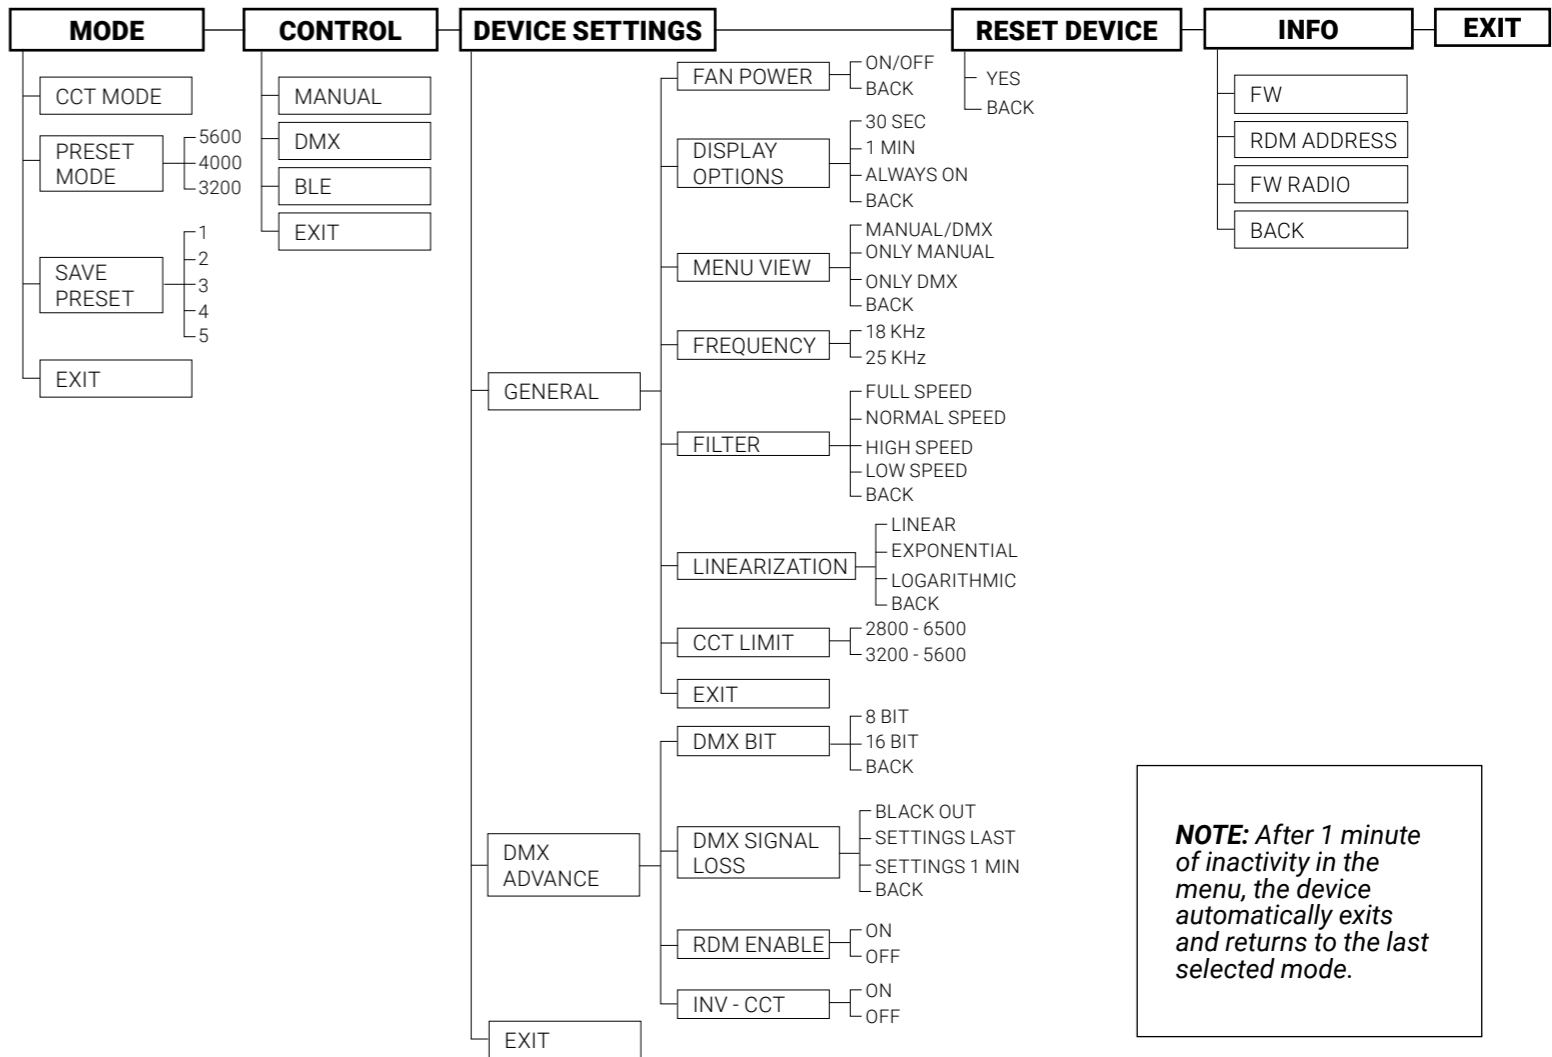 MODE
CONTROL
DEVICE SETTINGS
RESET DEVICE
INFO
EXIT
CCT MODE
PRESET
MODE
5600
4000
3200
SAVE
PRESET
1
2
3
4
5
EXIT
MANUAL
DMX
BLE
EXIT
GENERAL
FAN POWER
ON/OFF
BACK
DISPLAY
OPTIONS
30 SEC
1 MIN
ALWAYS ON
BACK
MENU VIEW
MANUAL/DMX
ONLY MANUAL
ONLY DMX
BACK
FREQUENCY
18 KHz
25 KHz
FILTER
FULL SPEED
NORMAL SPEED
HIGH SPEED
LOW SPEED
BACK
LINEARIZATION
LINEAR
EXPONENTIAL
LOGARITHMIC
BACK
CCT LIMIT
2800 - 6500
3200 - 5600
EXIT
DMX
ADVANCE
DMX BIT
8 BIT
16 BIT
BACK
DMX SIGNAL
LOSS
BLACK OUT
SETTINGS LAST
SETTINGS 1 MIN
BACK
RDM ENABLE
ON
OFF
INV - CCT
ON
OFF
EXIT
YES
BACK
FW
RDM ADDRESS
FW RADIO
BACK
NOTE: After 1 minute
of inactivity in the
menu, the device
automatically exits
and returns to the last
selected mode.